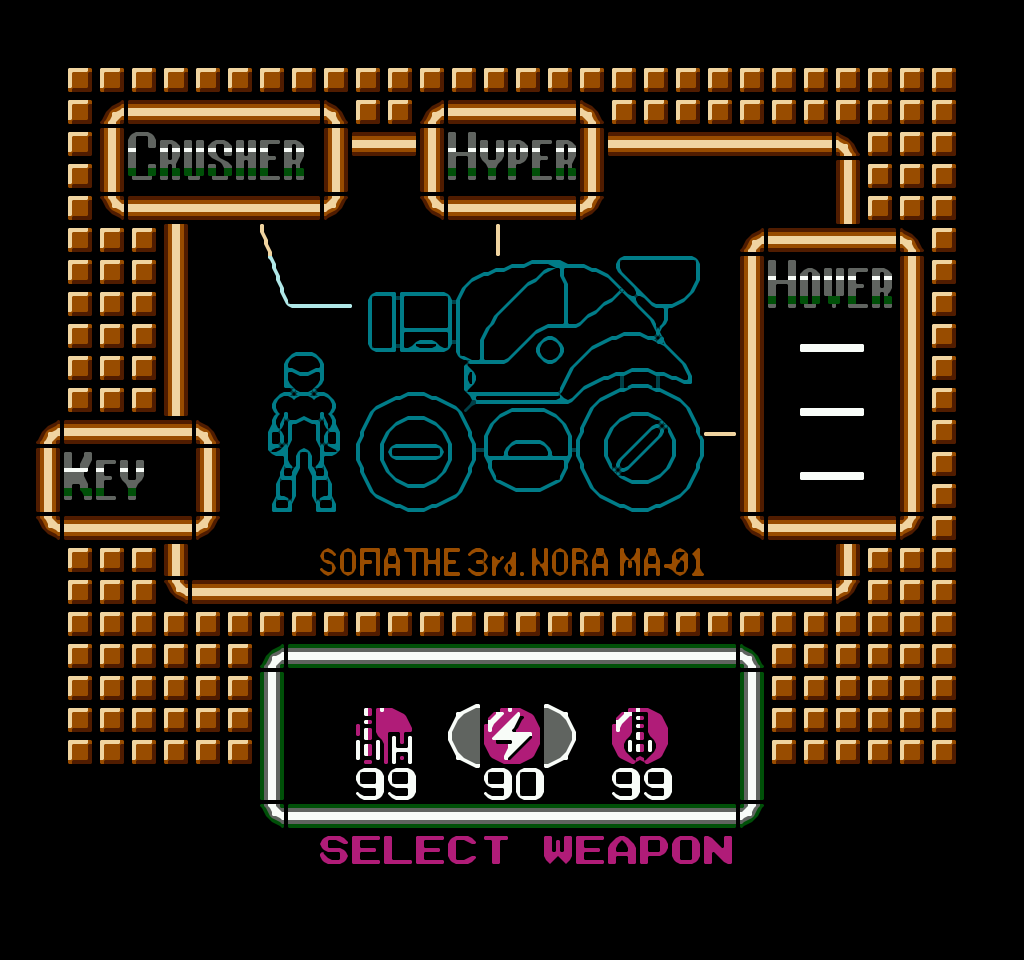 CRUSHER
HYPER
HOVER
KEY
SOFIA THE 3rd. NORA MA-01
H
99 90 99
SELECT WEAPON